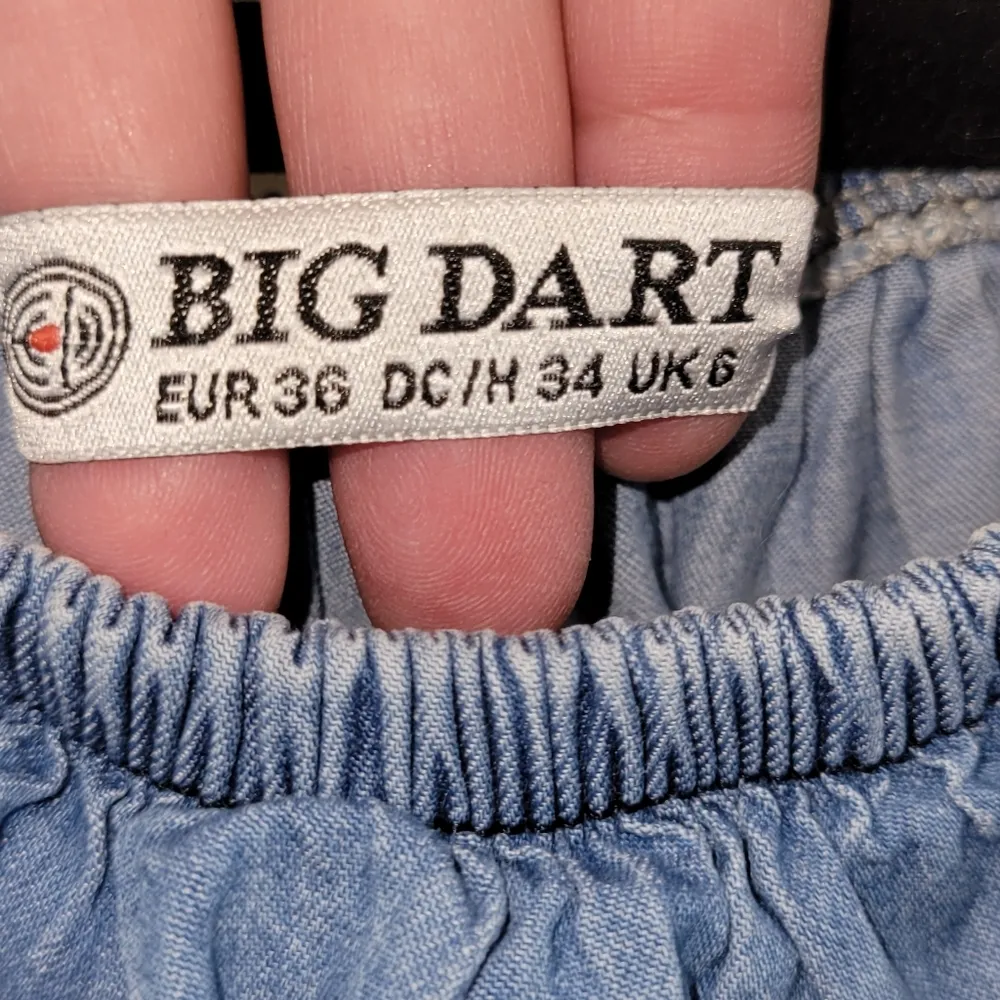 BIG DART
EUR 36 DC/H 34 UK 6